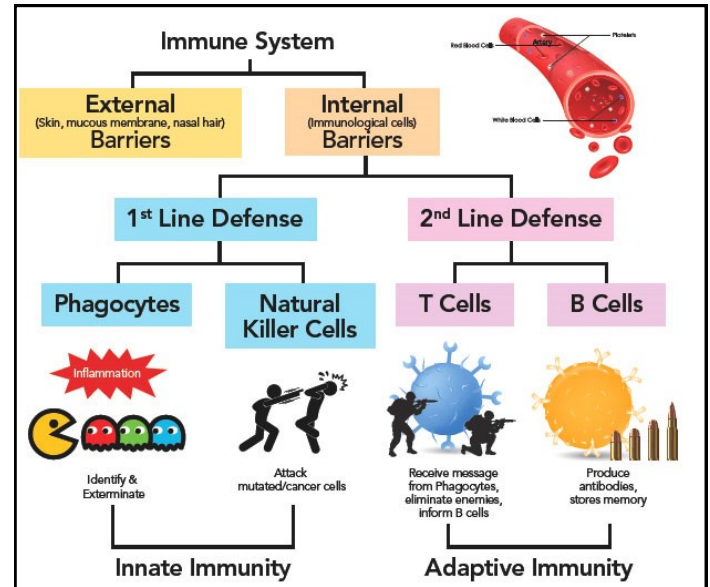 Immune System
Platelets
Artery
Red Blood Cells
White Blood Cells
External
(Skin, mucous membrane, nasal hair)
Barriers
Internal
(Immunological cells)
Barriers
1st Line Defense
2nd Line Defense
Phagocytes
Natural
Killer Cells
T Cells
B Cells
Inflammation
Identify &
Exterminate
Attack
mutated/cancer cells
Receive message
from Phagocytes,
eliminate enemies,
inform B cells
Produce
antibodies,
stores memory
Innate Immunity
Adaptive Immunity